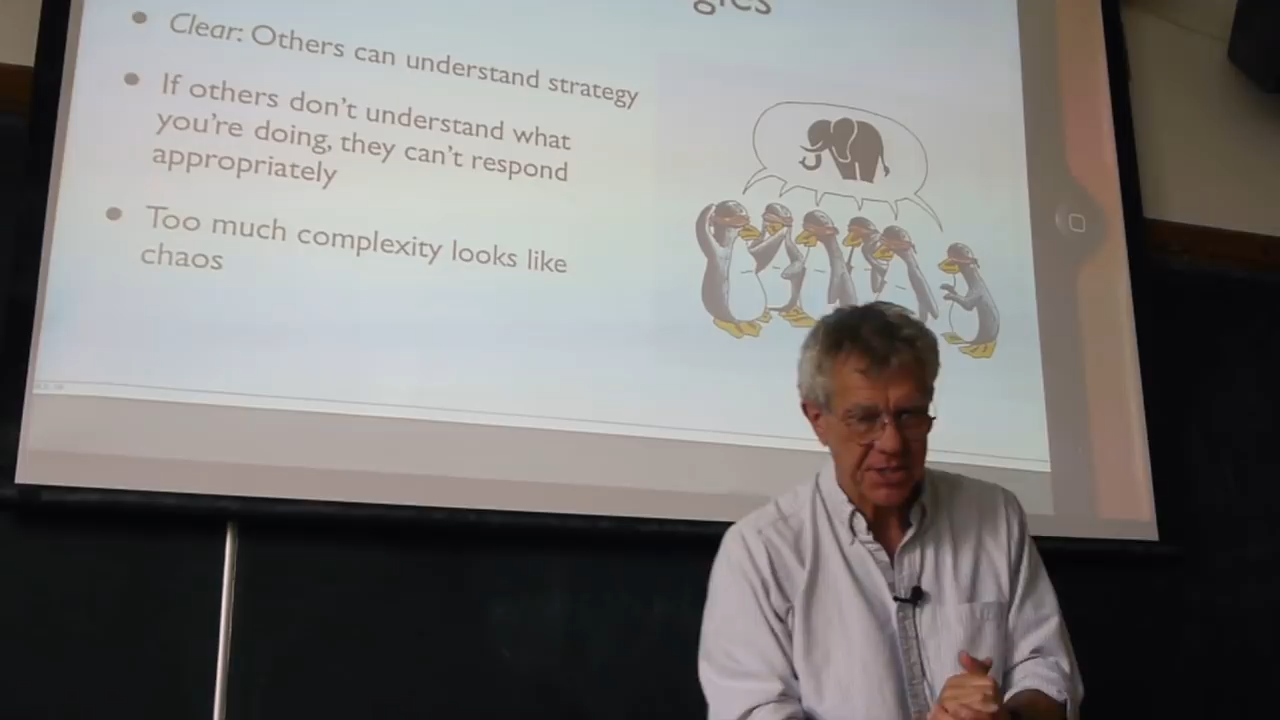 Clear: Others can understand strategy
If others don't understand what
you're doing, they can't respond
appropriately
Too much complexity looks like
chaos